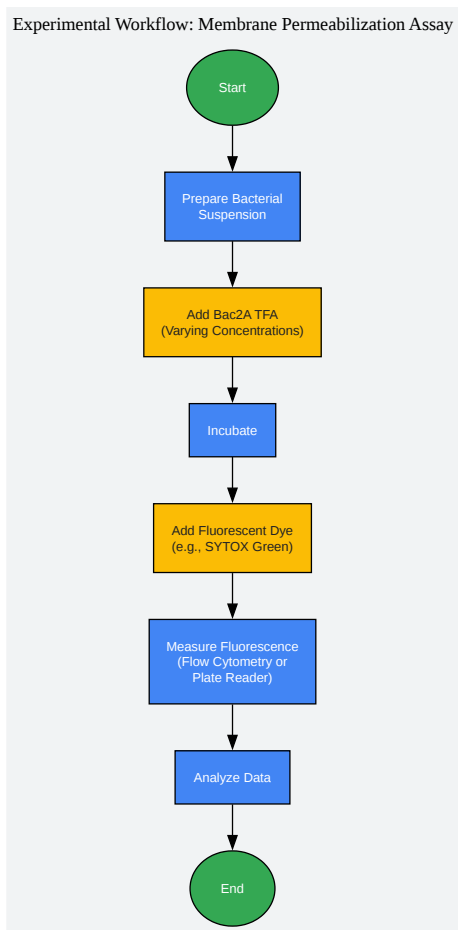 Experimental Workflow: Membrane Permeabilization Assay
Start
Prepare Bacterial
Suspension
Add Bac2A TFA
(Varying Concentrations)
Incubate
Add Fluorescent Dye
(e.g., SYTOX Green)
Measure Fluorescence
(Flow Cytometry or
Plate Reader)
Analyze Data
End